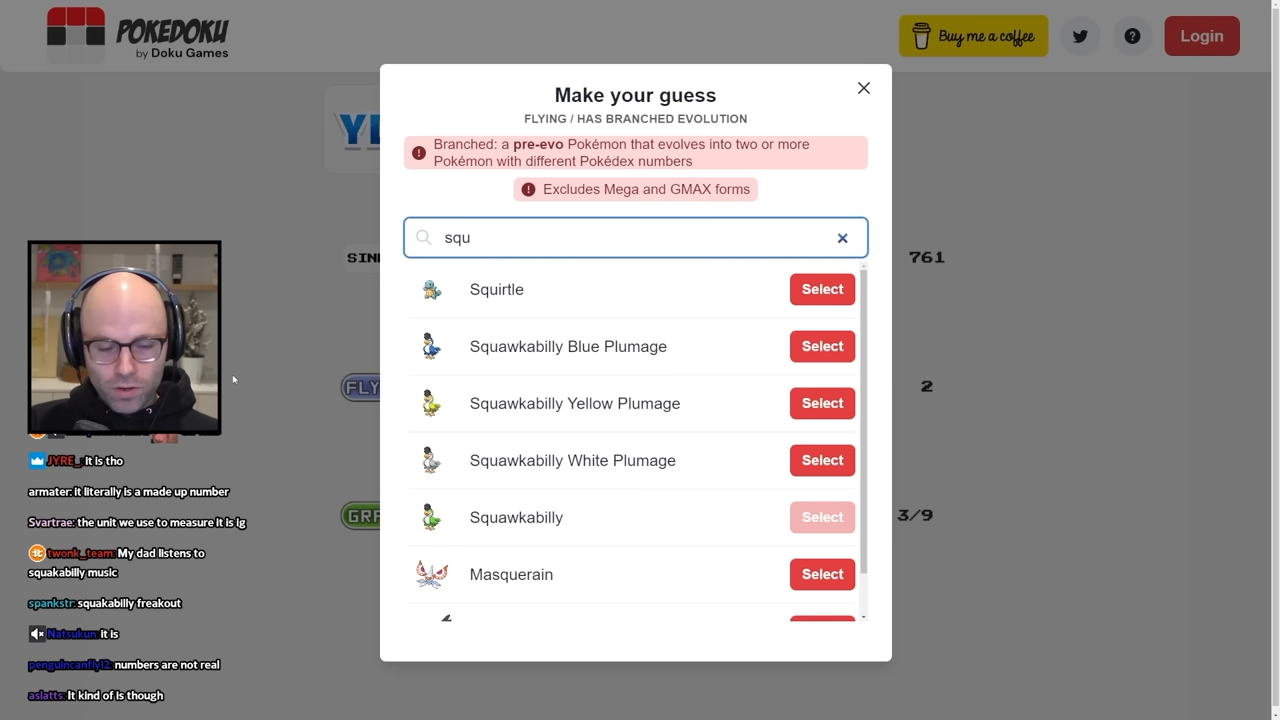 POKEDOKU
by Doku Games
Buy me a coffee
Login
Make your guess
FLYING / HAS BRANCHED EVOLUTION
Branched: a pre-evo Pokémon that evolves into two or more
Pokémon with different Pokédex numbers
Excludes Mega and GMAX forms
squ
Squirtle Select
Squawkabilly Blue Plumage Select
Squawkabilly Yellow Plumage Select
Squawkabilly White Plumage Select
Squawkabilly Select
Masquerain Select
761
2
3/9
JYRE_: it is tho
armater: it literally is a made up number
Svartrae: the unit we use to measure it is ig
twonk_team: My dad listens to
squakabilly music
spankstr: squakabilly freakout
Natsukun: it is
penguincanfly12: numbers are not real
aslatts: It kind of is though